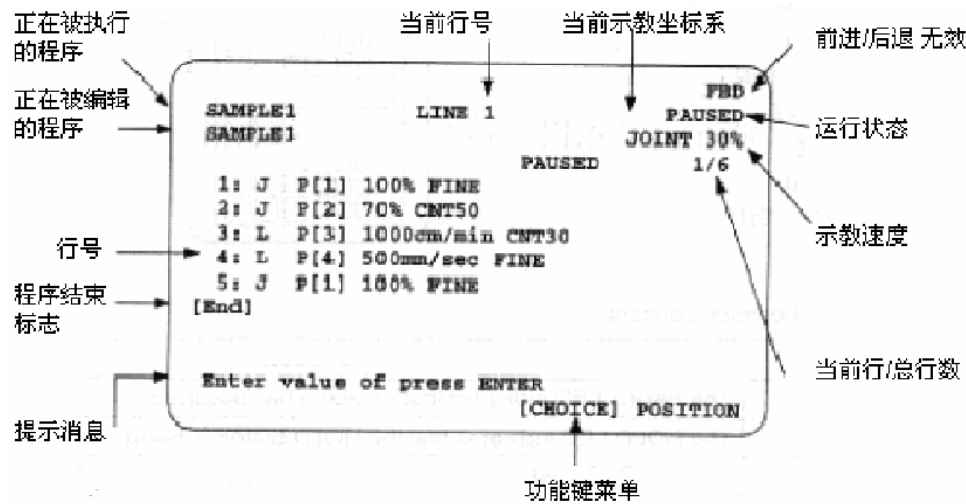 正在被执行
的程序
当前行号
当前示教坐标系
前进/后退 无效
正在被编辑
的程序
FBD
SAMPLE1 LINE 1 PAUSED
运行状态
SAMPLE1 JOINT 30%
PAUSED 1/6
1: J P[1] 100% FINE
2: J P[2] 70% CNT50
3: L P[3] 1000cm/min CNT30
示教速度
行号
4: L P[4] 500mm/sec FINE
5: J P[1] 100% FINE
程序结束
标志
[End]
当前行/总行数
Enter value of press ENTER
[CHOICE] POSITION
提示消息
功能键菜单